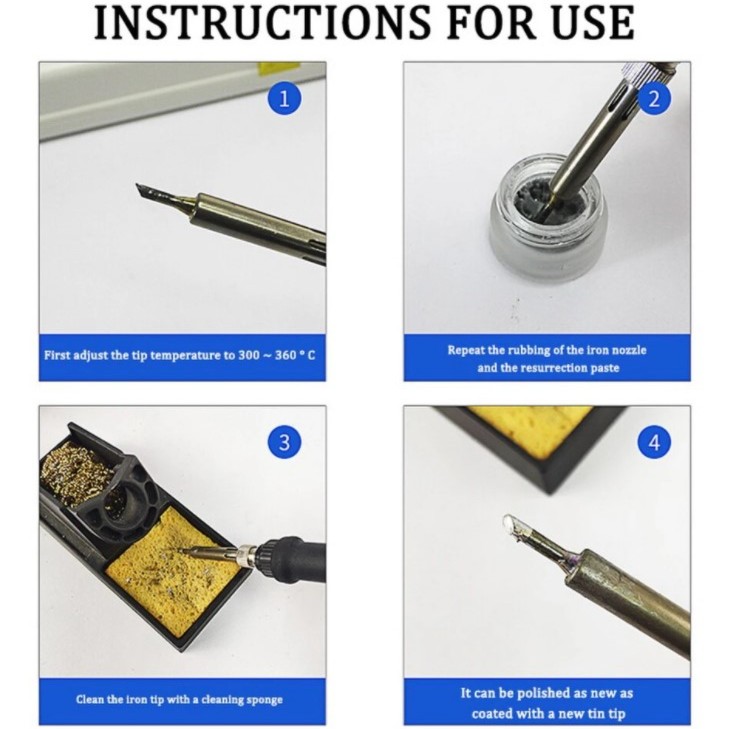 INSTRUCTIONS FOR USE
1
2
First adjust the tip temperature to 300 ~ 360 ° C
Repeat the rubbing of the iron nozzle
and the resurrection paste
3
4
Clean the iron tip with a cleaning sponge
It can be polished as new as
coated with a new tin tip